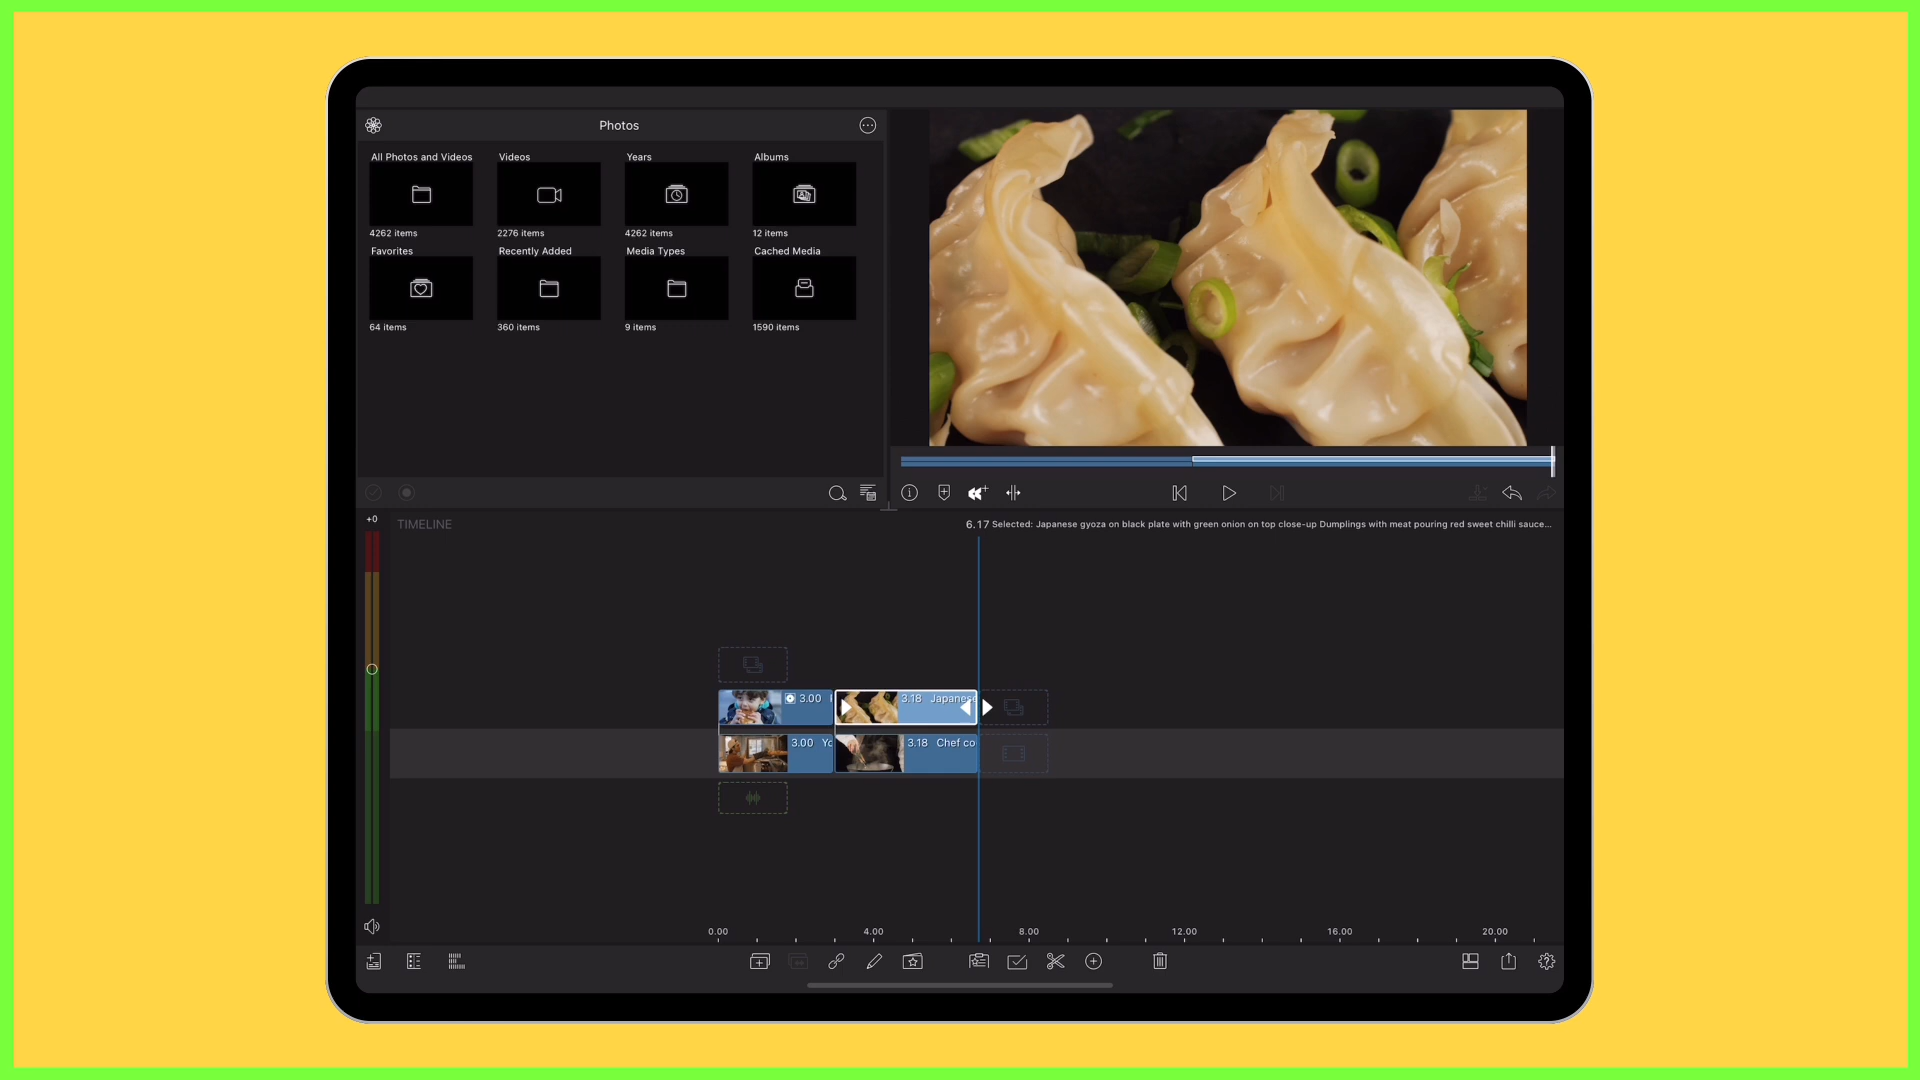 Photos
All Photos and Videos
Videos
Years
Albums
4262 items
2276 items
4262 items
12 items
Favorites
Recently Added
Media Types
Cached Media
64 items
360 items
9 items
1590 items
+0
TIMELINE
6.17 Selected: Japanese gyoza on black plate with green onion on top close-up Dumplings with meat pouring red sweet chilli sauce...
3.00
3.18 Japanese
3.00 Yo
3.18 Chef co
0.00
4.00
8.00
12.00
16.00
20.00